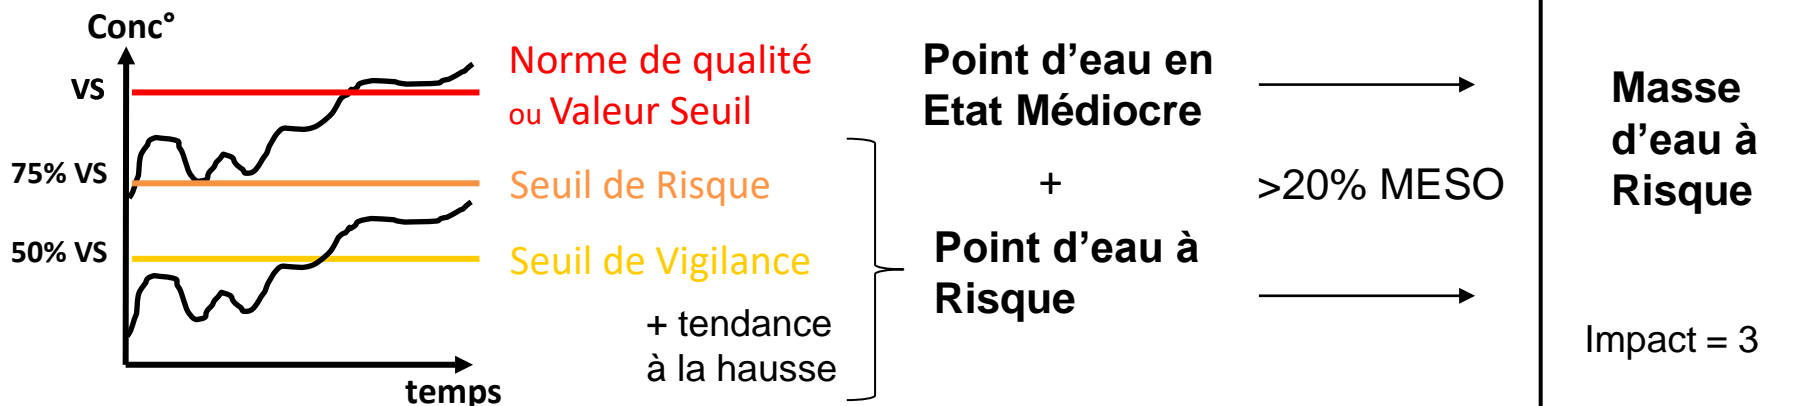 Conc°
VS
75% VS
50% VS
temps
Norme de qualité
ou Valeur Seuil
Seuil de Risque
Seuil de Vigilance
+ tendance
à la hausse
Point d’eau en
Etat Médiocre
+
Point d’eau à
Risque
>20% MESO
Masse
d’eau à
Risque
Impact = 3